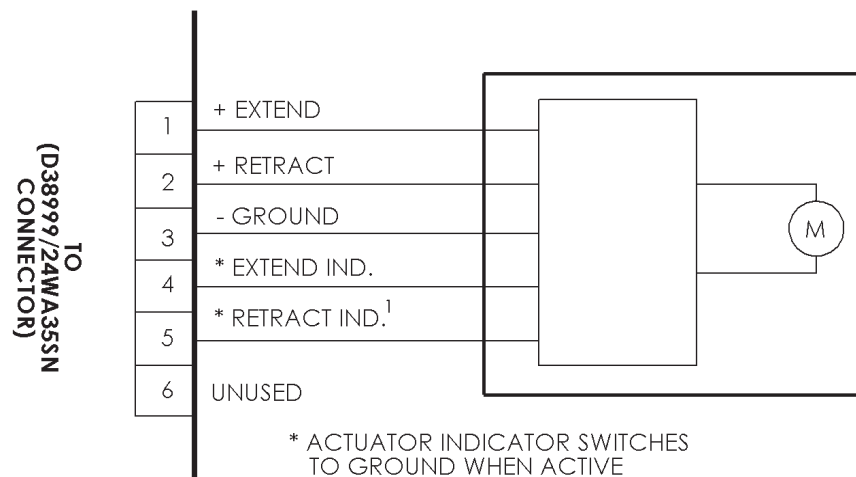 TO
(D38999/24WA35SN
CONNECTOR)
1 + EXTEND
2 + RETRACT
3 - GROUND
4 * EXTEND IND.
5 * RETRACT IND.¹
6 UNUSED
M
* ACTUATOR INDICATOR SWITCHES
TO GROUND WHEN ACTIVE